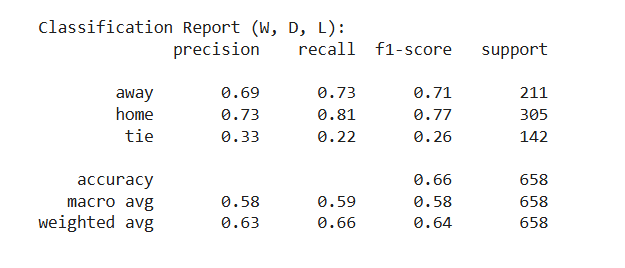 Classification Report (W, D, L):
precision recall f1-score support
away 0.69 0.73 0.71 211
home 0.73 0.81 0.77 305
tie 0.33 0.22 0.26 142
accuracy 0.66 658
macro avg 0.58 0.59 0.58 658
weighted avg 0.63 0.66 0.64 658